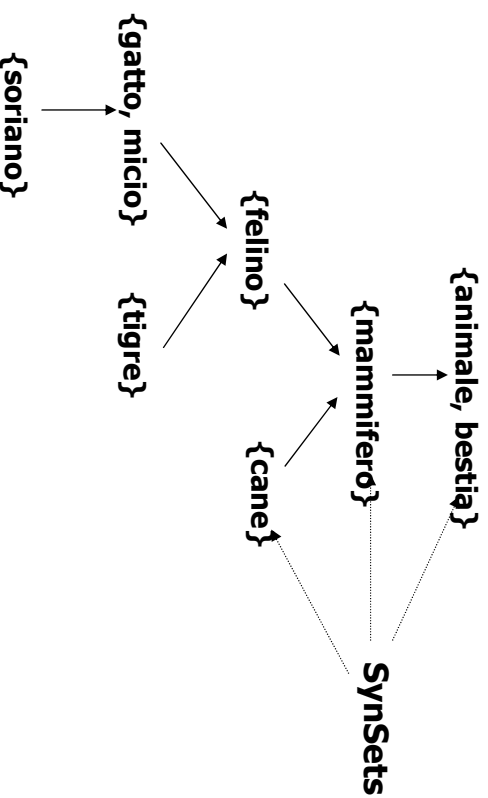 {animale, bestia}
{mammifero}
SynSets
{felino}
{cane}
{gatto, micio}
{tigre}
{soriano}